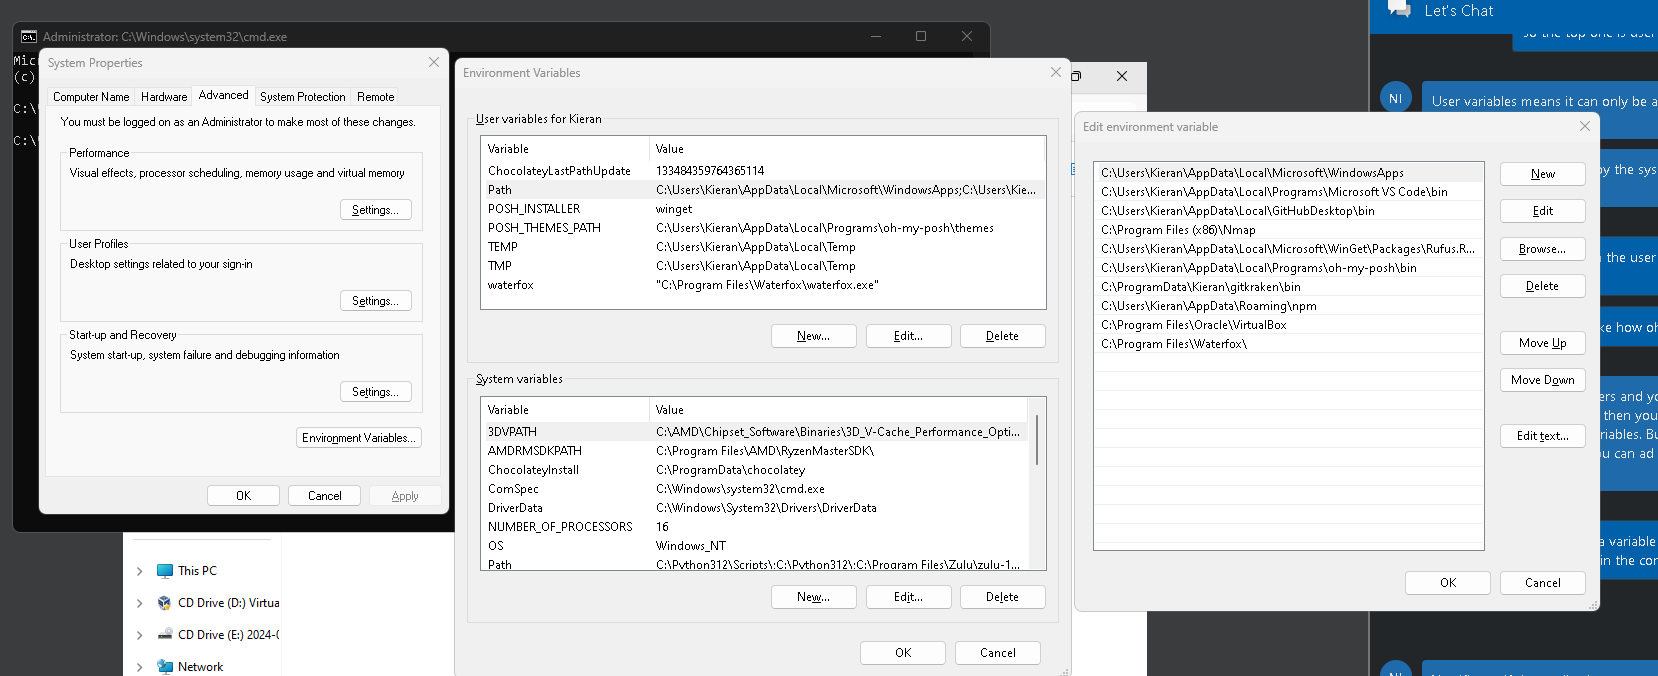 Let's Chat
so the top one is user
Administrator: C:\Windows\system32\cmd.exe
Micr
(c)
C:\
C:\
System Properties
Computer Name
Hardware
Advanced
System Protection
Remote
You must be logged on as an Administrator to make most of these changes.
Performance
Visual effects, processor scheduling, memory usage and virtual memory
Settings...
User Profiles
Desktop settings related to your sign-in
Settings...
Start-up and Recovery
System start-up, system failure and debugging information
Settings...
Environment Variables...
OK
Cancel
Apply
This PC
CD Drive (D:) Virtua
CD Drive (E:) 2024-0
Network
Environment Variables
User variables for Kieran
Variable Value
ChocolateyLastPathUpdate 133484359764365114
Path C:\Users\Kieran\AppData\Local\Microsoft\WindowsApps;C:\Users\Kie...
POSH_INSTALLER winget
POSH_THEMES_PATH C:\Users\Kieran\AppData\Local\Programs\oh-my-posh\themes
TEMP C:\Users\Kieran\AppData\Local\Temp
TMP C:\Users\Kieran\AppData\Local\Temp
waterfox "C:\Program Files\Waterfox\waterfox.exe"
New...
Edit...
Delete
System variables
Variable Value
3DVPATH C:\AMD\Chipset_Software\Binaries\3D_V-Cache_Performance_Opti...
AMDRMSDKPATH C:\Program Files\AMD\RyzenMasterSDK\
ChocolateyInstall C:\ProgramData\chocolatey
ComSpec C:\Windows\system32\cmd.exe
DriverData C:\Windows\System32\Drivers\DriverData
NUMBER_OF_PROCESSORS 16
OS Windows_NT
Path C:\Python312\Scripts\;C:\Python312\;C:\Program Files\Zulu\zulu-1...
New...
Edit...
Delete
OK
Cancel
Edit environment variable
C:\Users\Kieran\AppData\Local\Microsoft\WindowsApps
C:\Users\Kieran\AppData\Local\Programs\Microsoft VS Code\bin
C:\Users\Kieran\AppData\Local\GitHubDesktop\bin
C:\Program Files (x86)\Nmap
C:\Users\Kieran\AppData\Local\Microsoft\WinGet\Packages\Rufus.R...
C:\Users\Kieran\AppData\Local\Programs\oh-my-posh\bin
C:\ProgramData\Kieran\gitkraken\bin
C:\Users\Kieran\AppData\Roaming\npm
C:\Program Files\Oracle\VirtualBox
C:\Program Files\Waterfox\
New
Edit
Browse...
Delete
Move Up
Move Down
Edit text...
OK
Cancel
NI
User variables means it can only be a
by the sys
the user
ke how oh
ers and yo
then you
riables. Bu
u can ad
a variable
in the cor
NI